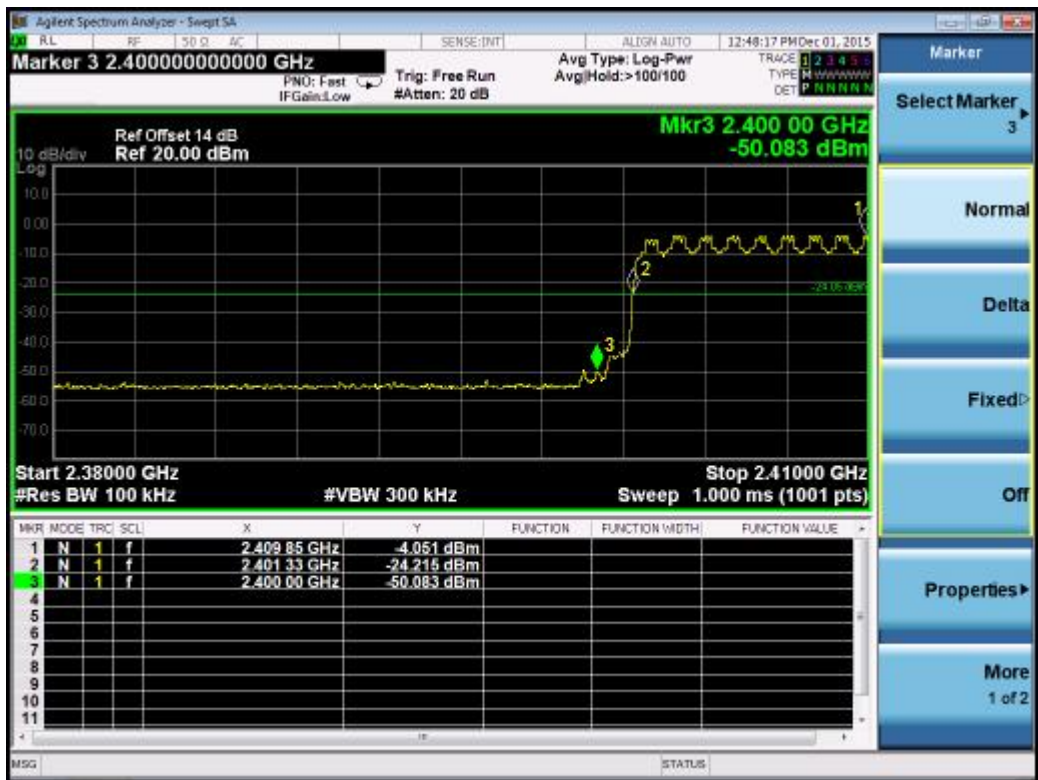 Agilent Spectrum Analyzer - Swept SA
RL RF 50 Ω AC SENSE:INT ALIGN AUTO 12:48:17 PM Dec 01, 2015
Marker 3 2.400000000000 GHz
PNO: Fast
IFGain:Low
Trig: Free Run
#Atten: 20 dB
Avg Type: Log-Pwr
Avg|Hold:>100/100
TRACE 1 2 3 4 5 6
TYPE M WWWWW
DET P N N N N N
Mkr3 2.400 00 GHz
-50.083 dBm
Ref Offset 14 dB
10 dB/div Ref 20.00 dBm
Log
10.0
0.00
-10.0
-20.0
-30.0
-40.0
-50.0
-60.0
-70.0
1
2
3
-24.05 dBm
Start 2.38000 GHz Stop 2.41000 GHz
#Res BW 100 kHz #VBW 300 kHz Sweep 1.000 ms (1001 pts)
MKR MODE TRC SCL X Y FUNCTION FUNCTION WIDTH FUNCTION VALUE
1 N 1 f 2.409 85 GHz -4.051 dBm
2 N 1 f 2.401 33 GHz -24.215 dBm
3 N 1 f 2.400 00 GHz -50.083 dBm
4
5
6
7
8
9
10
11
MSG STATUS
Marker
Select Marker
3
Normal
Delta
Fixed
Off
Properties
More
1 of 2